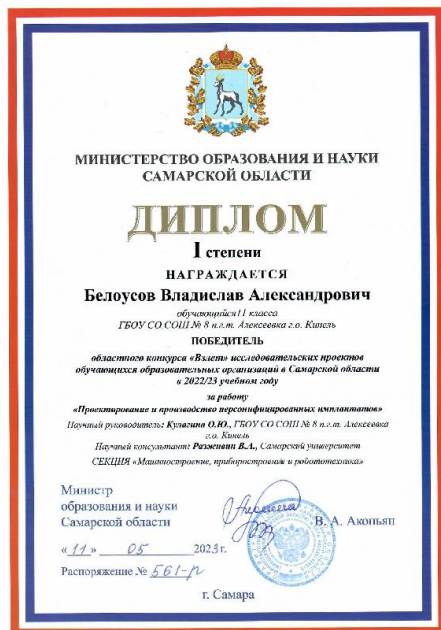 МИНИСТЕРСТВО ОБРАЗОВАНИЯ И НАУКИ
САМАРСКОЙ ОБЛАСТИ
ДИПЛОМ
I степени
НАГРАЖДАЕТСЯ
Белоусов Владислав Александрович
обучающийся 11 класса
ГБОУ СО СОШ № 8 п.г.т. Алексеевка г.о. Кинель
ПОБЕДИТЕЛЬ
областного конкурса «Взлет» исследовательских проектов
обучающихся образовательных организаций в Самарской области
в 2022/23 учебном году
за работу
«Проектирование и производство персонифицированных имплантатов»
Научный руководитель: Кулагина О.Ю., ГБОУ СО СОШ № 8 п.г.т. Алексеевка
г.о. Кинель
Научный консультант: Разживин В.А., Самарский университет
СЕКЦИЯ «Машиностроение, приборостроение и робототехника»
Министр
образования и науки
Самарской области
В. А. Акопьян
«11» 05 2023г.
Распоряжение № 561-р
г. Самара